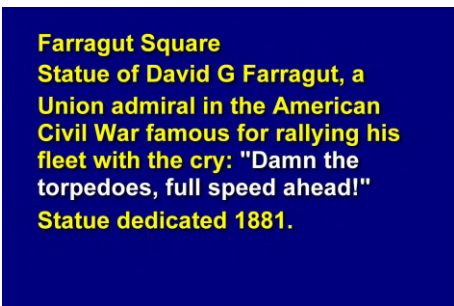 Farragut Square
Statue of David G Farragut, a
Union admiral in the American
Civil War famous for rallying his
fleet with the cry: "Damn the
torpedoes, full speed ahead!"
Statue dedicated 1881.